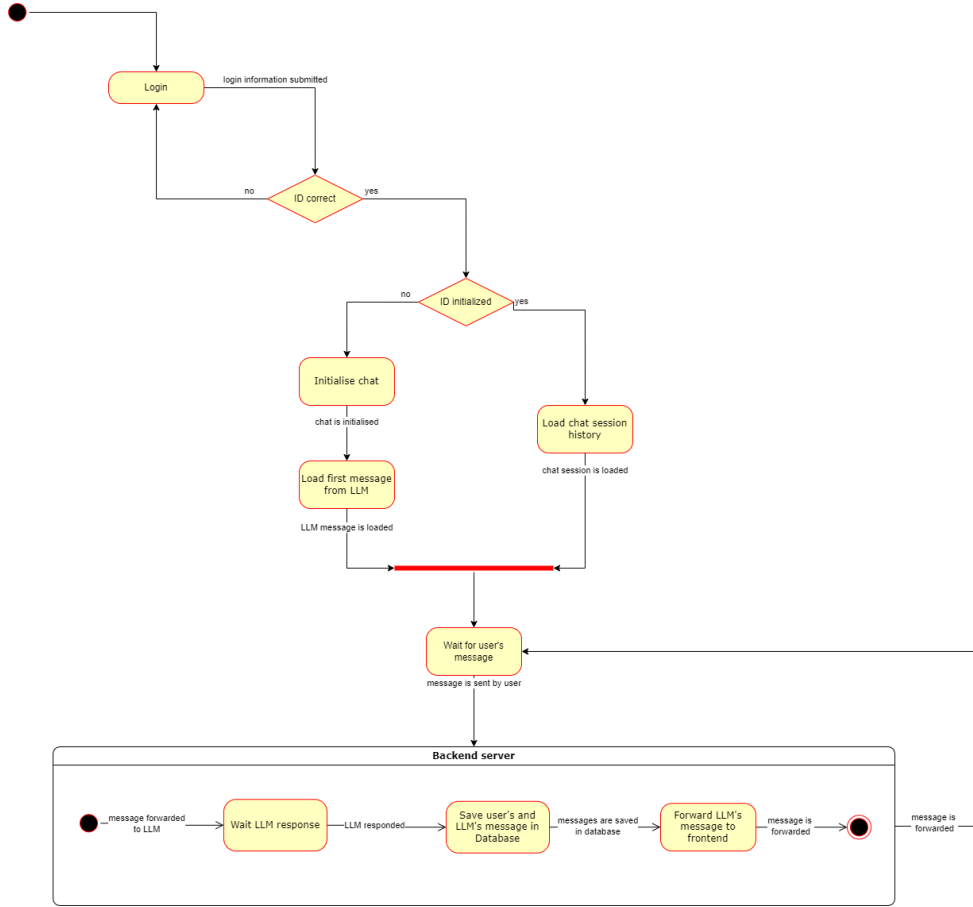 Login
login information submitted
no
ID correct
yes
no
ID initialized
yes
Initialise chat
chat is initialised
Load chat session
history
chat session is loaded
Load first message
from LLM
LLM message is loaded
Wait for user's
message
message is sent by user
Backend server
message forwarded
to LLM
Wait LLM response
LLM responded
Save user's and
LLM's message in
Database
messages are saved
in database
Forward LLM's
message to
frontend
message is
forwarded
message is
forwarded